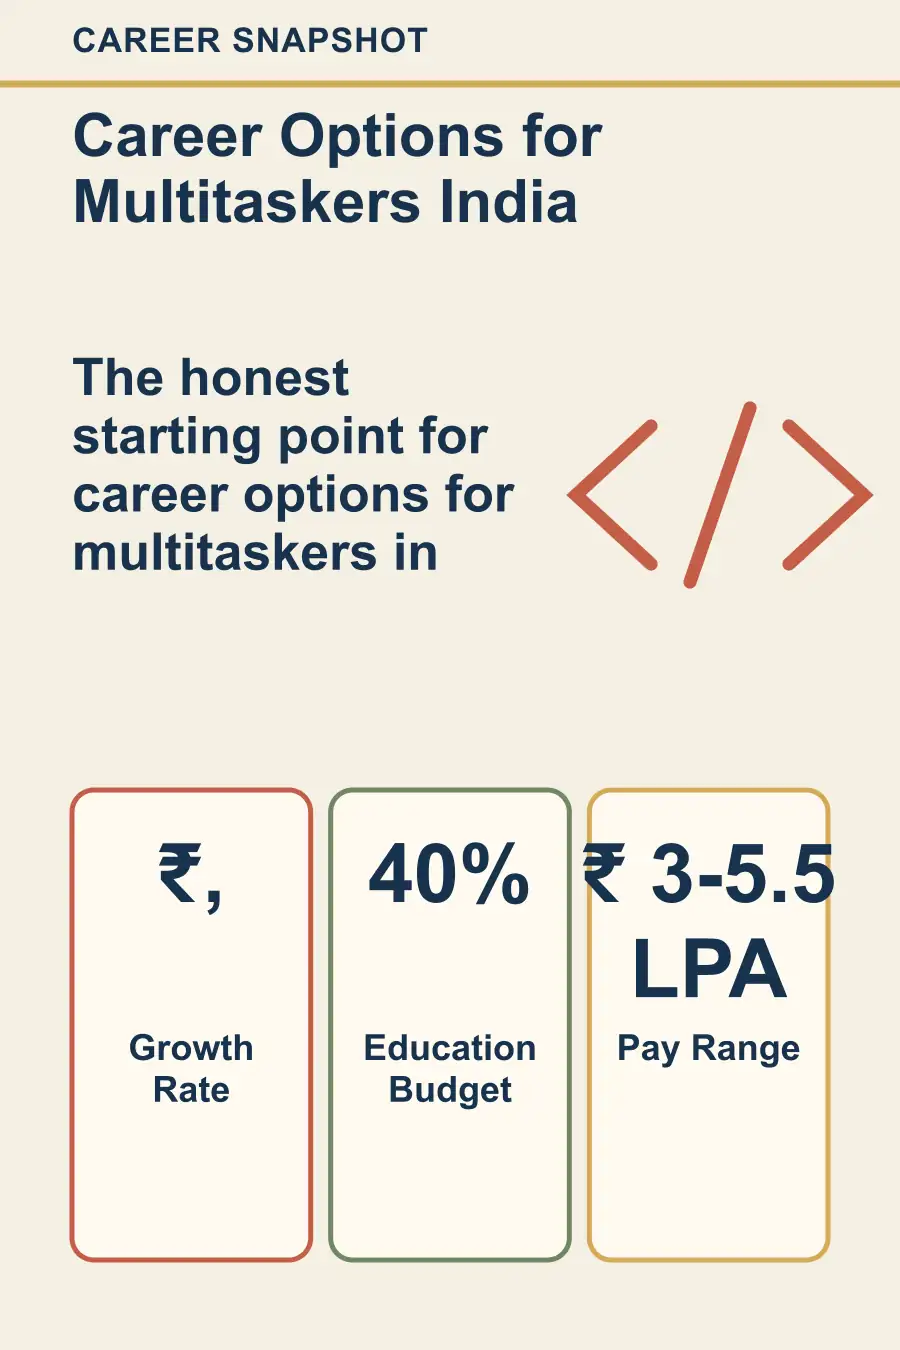 CAREER SNAPSHOT
Career Options for
Multitaskers India
The honest
starting point for
career options for
multitaskers in
₹,
Growth
Rate
40%
Education
Budget
₹ 3-5.5
LPA
Pay Range